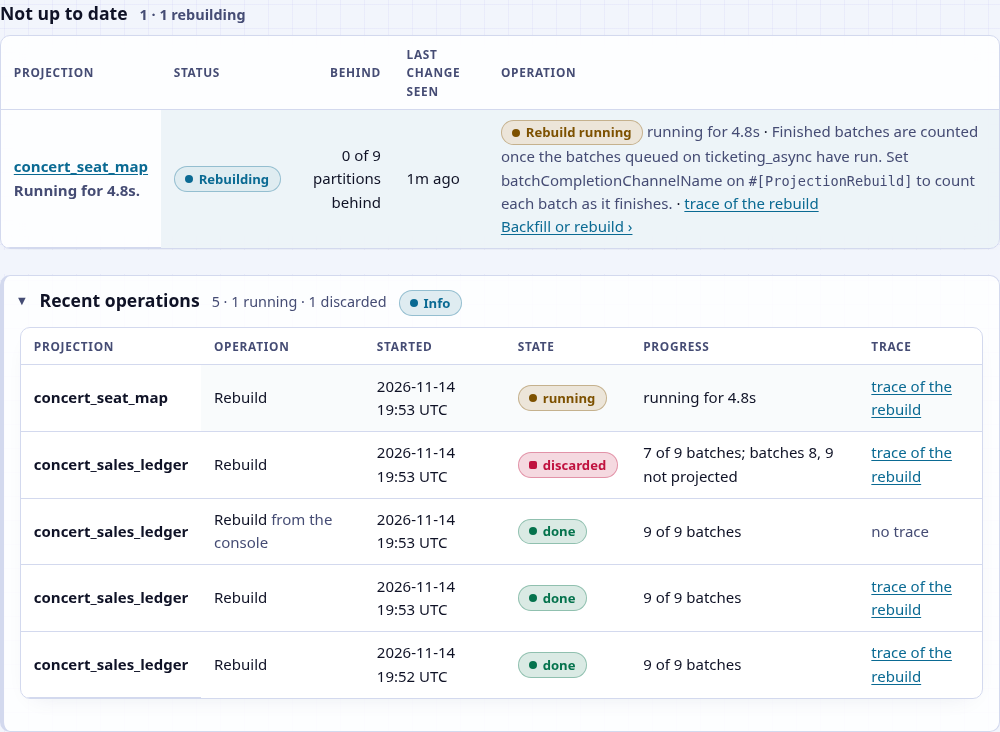 Not up to date 1 · 1 rebuilding
PROJECTION STATUS BEHIND LAST CHANGE SEEN OPERATION
concert_seat_map
Running for 4.8s.
Rebuilding
0 of 9
partitions
behind
1m ago
Rebuild running running for 4.8s · Finished batches are counted
once the batches queued on ticketing_async have run. Set
batchCompletionChannelName on #[ProjectionRebuild] to count
each batch as it finishes. · trace of the rebuild
Backfill or rebuild ›
▼ Recent operations 5 · 1 running · 1 discarded Info
PROJECTION OPERATION STARTED STATE PROGRESS TRACE
concert_seat_map
Rebuild
2026-11-14
19:53 UTC
running
running for 4.8s
trace of the
rebuild
concert_sales_ledger
Rebuild
2026-11-14
19:53 UTC
discarded
7 of 9 batches; batches 8, 9
not projected
trace of the
rebuild
concert_sales_ledger
Rebuild from the
console
2026-11-14
19:53 UTC
done
9 of 9 batches
no trace
concert_sales_ledger
Rebuild
2026-11-14
19:53 UTC
done
9 of 9 batches
trace of the
rebuild
concert_sales_ledger
Rebuild
2026-11-14
19:52 UTC
done
9 of 9 batches
trace of the
rebuild